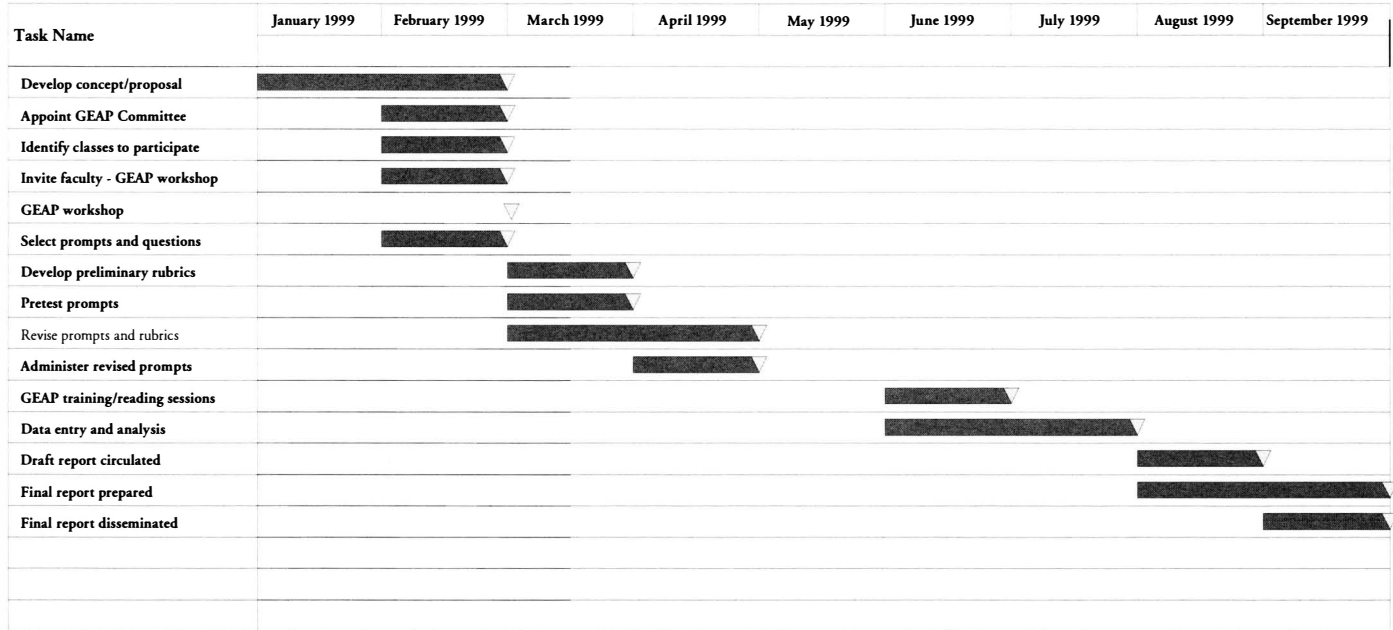 January 1999 February 1999 March 1999 April 1999 May 1999 June 1999 July 1999 August 1999 September 1999
Task Name
Develop concept/proposal
Appoint GEAP Committee
Identify classes to participate
Invite faculty - GEAP workshop
GEAP workshop
Select prompts and questions
Develop preliminary rubrics
Pretest prompts
Revise prompts and rubrics
Administer revised prompts
GEAP training/reading sessions
Data entry and analysis
Draft report circulated
Final report prepared
Final report disseminated